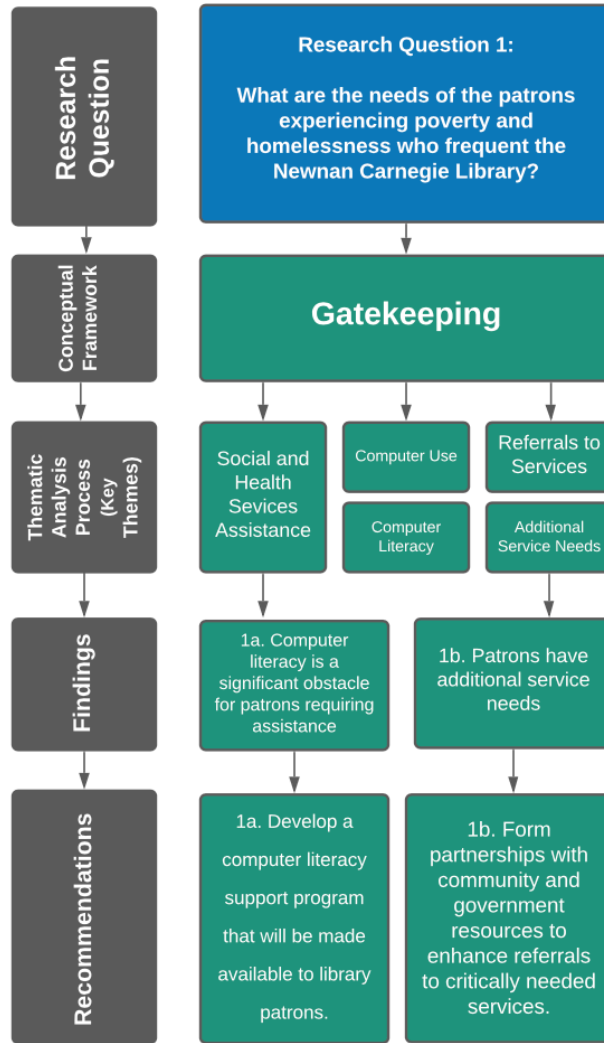 Research
Question
Research Question 1:
What are the needs of the patrons
experiencing poverty and
homelessness who frequent the
Newnan Carnegie Library?
Conceptual
Framework
Gatekeeping
Thematic
Analysis
Process
(Key
Themes)
Social and
Health
Sevices
Assistance
Computer Use
Computer
Literacy
Referrals to
Services
Additional
Service Needs
Findings
1a. Computer
literacy is a
significant obstacle
for patrons requiring
assistance
1b. Patrons have
additional service
needs
Recommendations
1a. Develop a
computer literacy
support program
that will be made
available to library
patrons.
1b. Form
partnerships with
community and
government
resources to
enhance referrals
to critically needed
services.